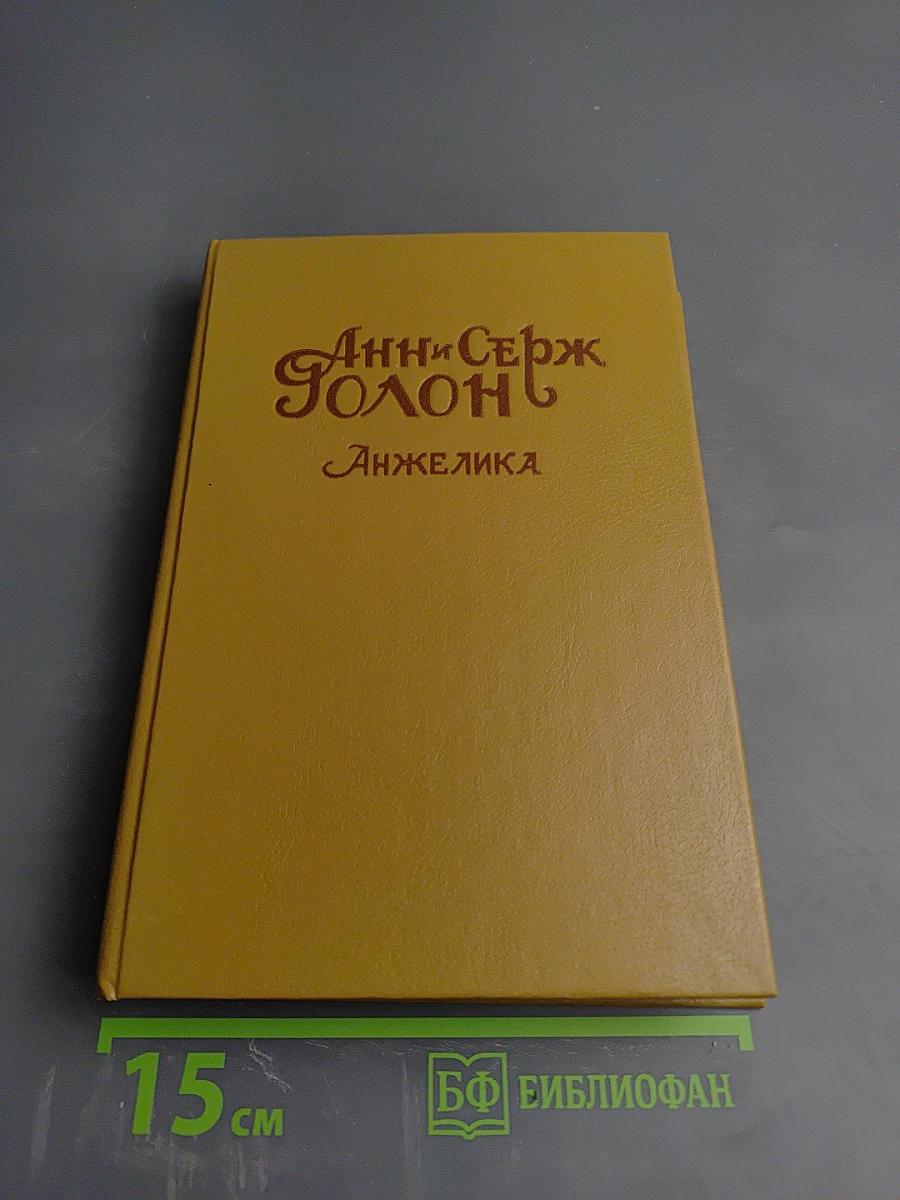 Анн и Серж
Голон
Анжелика
15 см
БФ БИБЛИОФАН